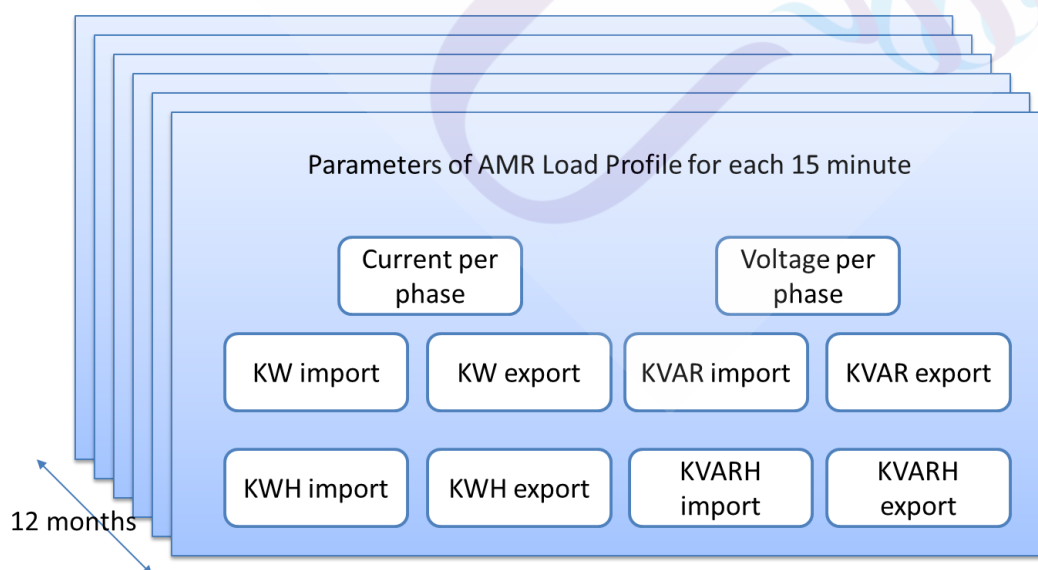 Parameters of AMR Load Profile for each 15 minute
Current per
phase
Voltage per
phase
KW import
KW export
KVAR import
KVAR export
KWH import
KWH export
KVARH
import
KVARH
export
12 months